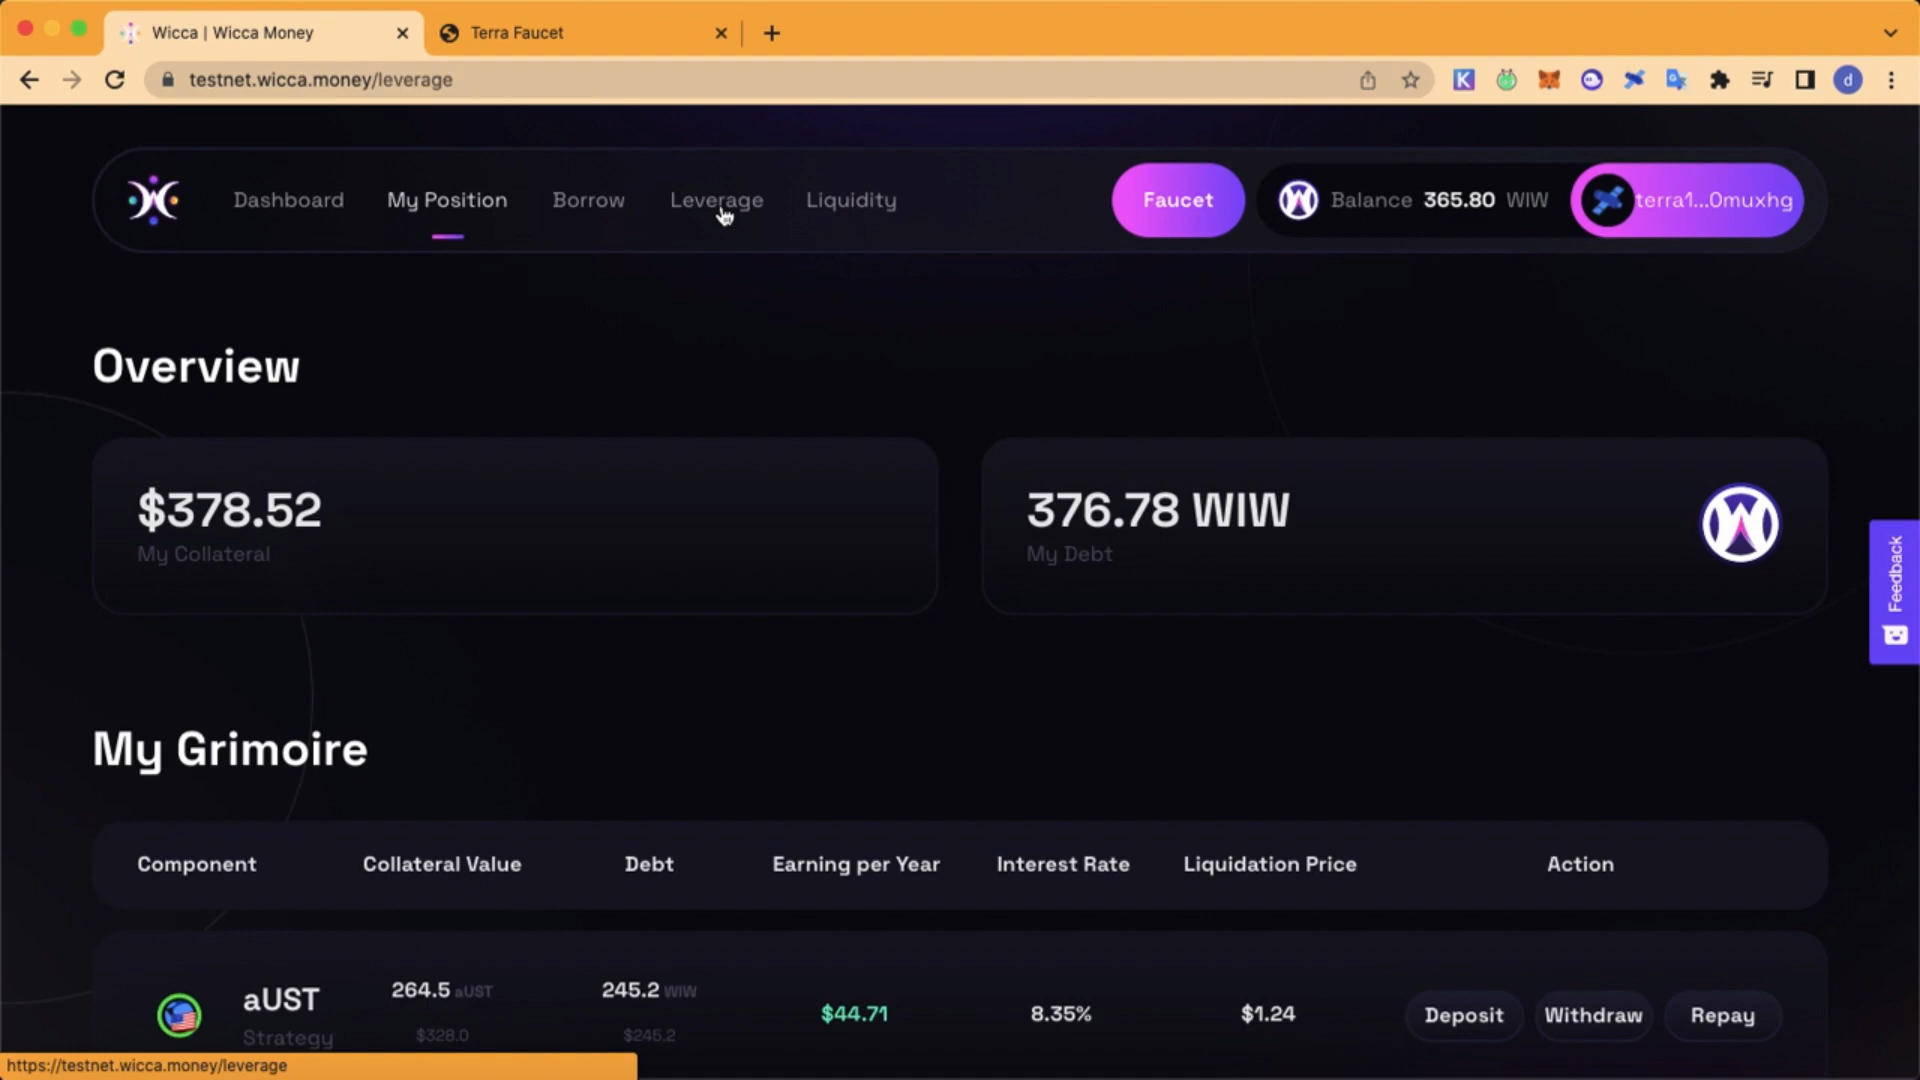 Wicca | Wicca Money
Terra Faucet
testnet.wicca.money/leverage
Dashboard My Position Borrow Leverage Liquidity Faucet Balance 365.80 WIW terra1...0muxhg
Overview
$378.52
My Collateral
376.78 WIW
My Debt
Feedback
My Grimoire
Component Collateral Value Debt Earning per Year Interest Rate Liquidation Price Action
aUST
Strategy
264.5 aUST
$328.0
245.2 WIW
$245.2
$44.71
8.35%
$1.24
Deposit Withdraw Repay
https://testnet.wicca.money/leverage